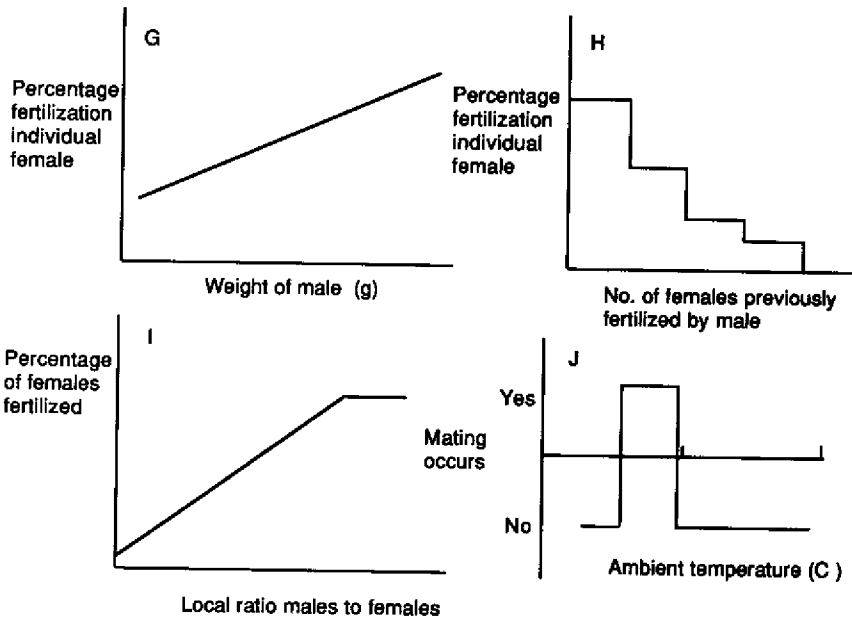 G
Percentage
fertilization
individual
female
Weight of male (g)
H
Percentage
fertilization
individual
female
No. of females previously
fertilized by male
I
Percentage
of females
fertilized
Local ratio males to females
J
Yes
Mating
occurs
No
Ambient temperature (C )